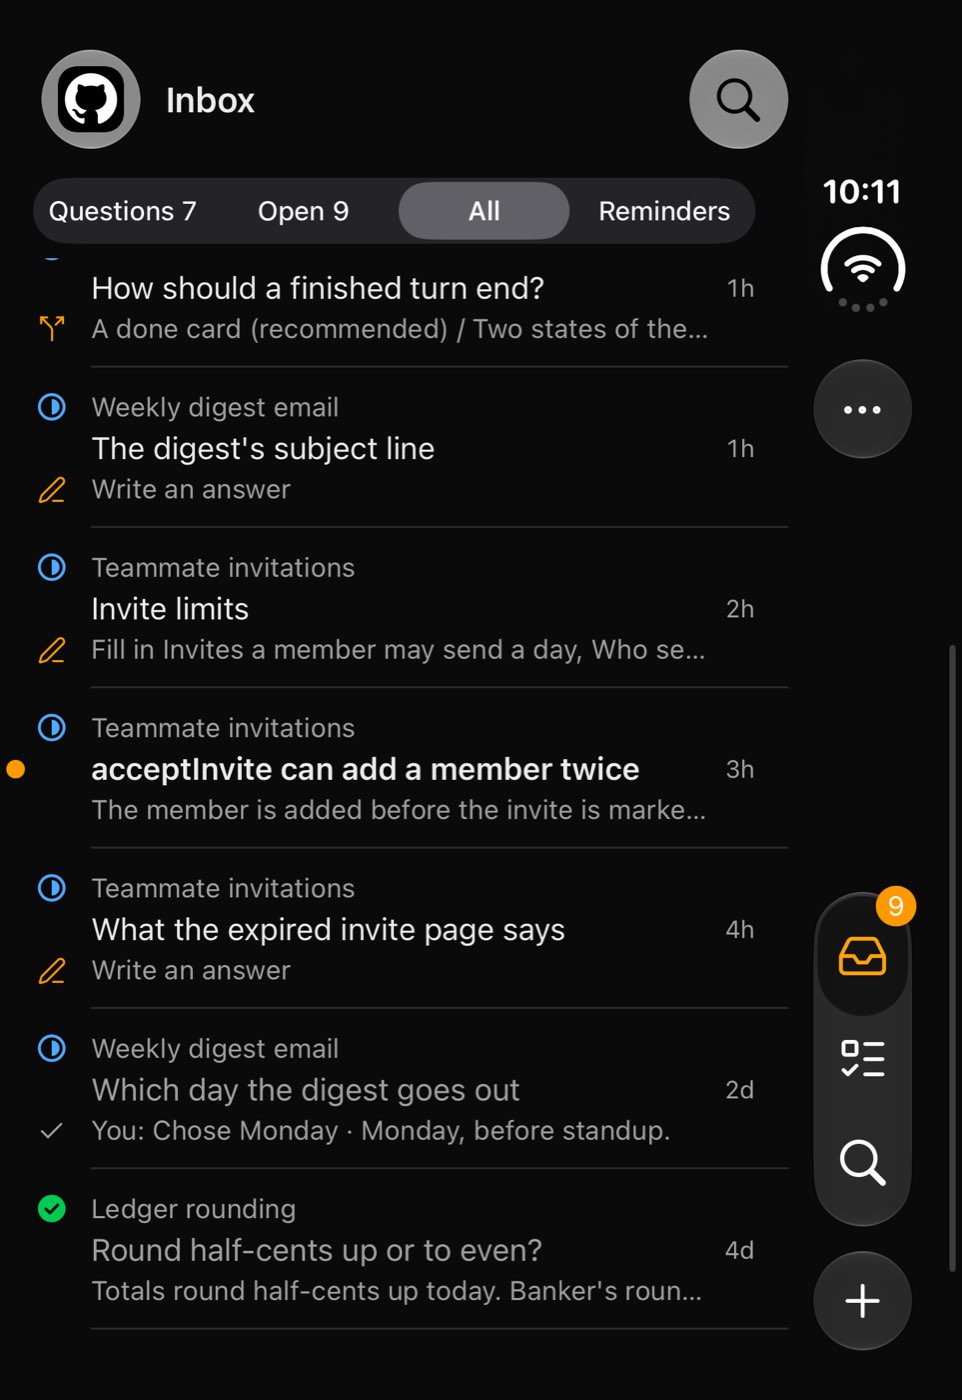 Inbox
Questions 7
Open 9
All
Reminders
10:11
How should a finished turn end?
1h
A done card (recommended) / Two states of the...
Weekly digest email
The digest's subject line
1h
Write an answer
Teammate invitations
Invite limits
2h
Fill in Invites a member may send a day, Who se...
Teammate invitations
acceptInvite can add a member twice
3h
The member is added before the invite is marke...
Teammate invitations
What the expired invite page says
4h
Write an answer
Weekly digest email
Which day the digest goes out
2d
You: Chose Monday · Monday, before standup.
Ledger rounding
Round half-cents up or to even?
4d
Totals round half-cents up today. Banker's roun...
9